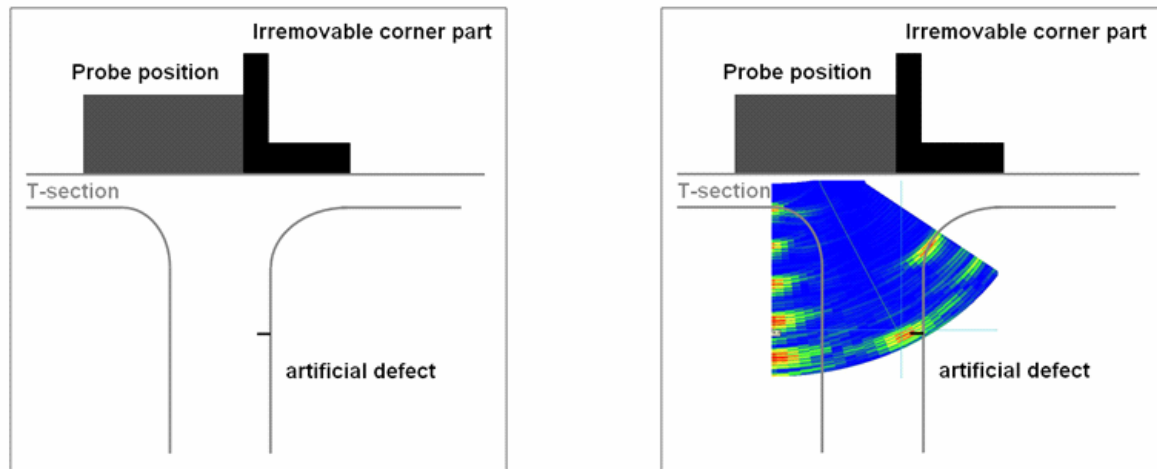 Irremovable corner part
Probe position
T-section
artificial defect
Irremovable corner part
Probe position
T-section
artificial defect